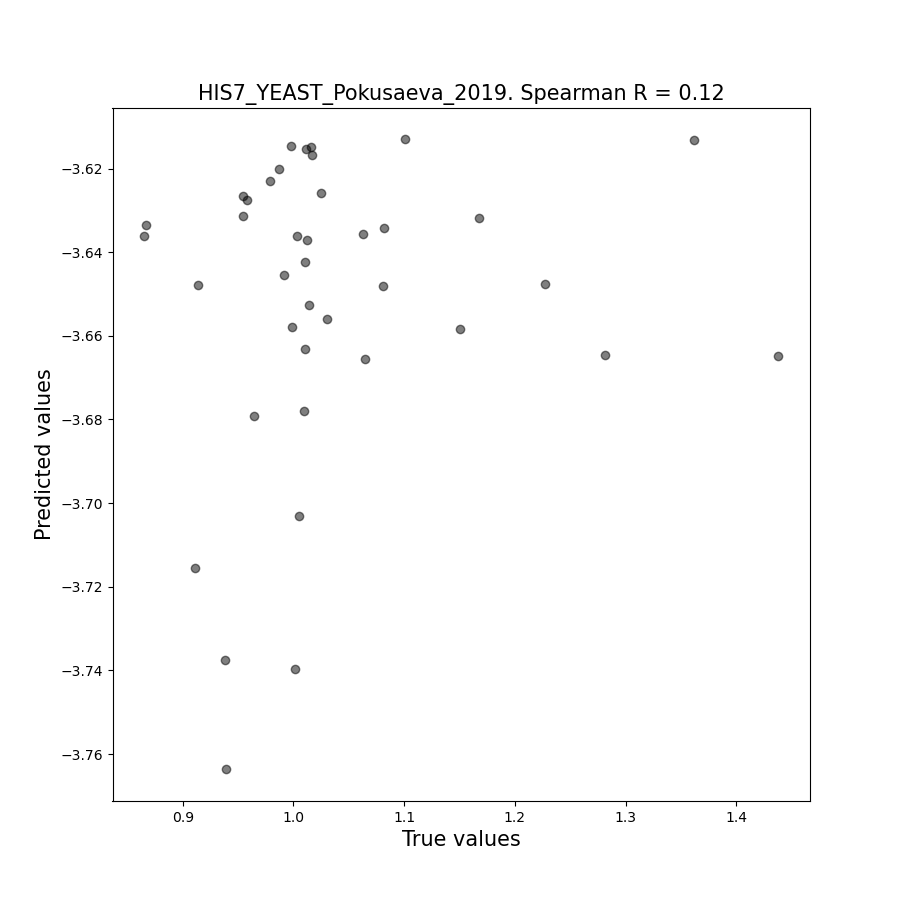 HIS7_YEAST_Pokusaeva_2019. Spearman R = 0.12
Predicted values
−3.62
−3.64
−3.66
−3.68
−3.70
−3.72
−3.74
−3.76
0.9 1.0 1.1 1.2 1.3 1.4
True values